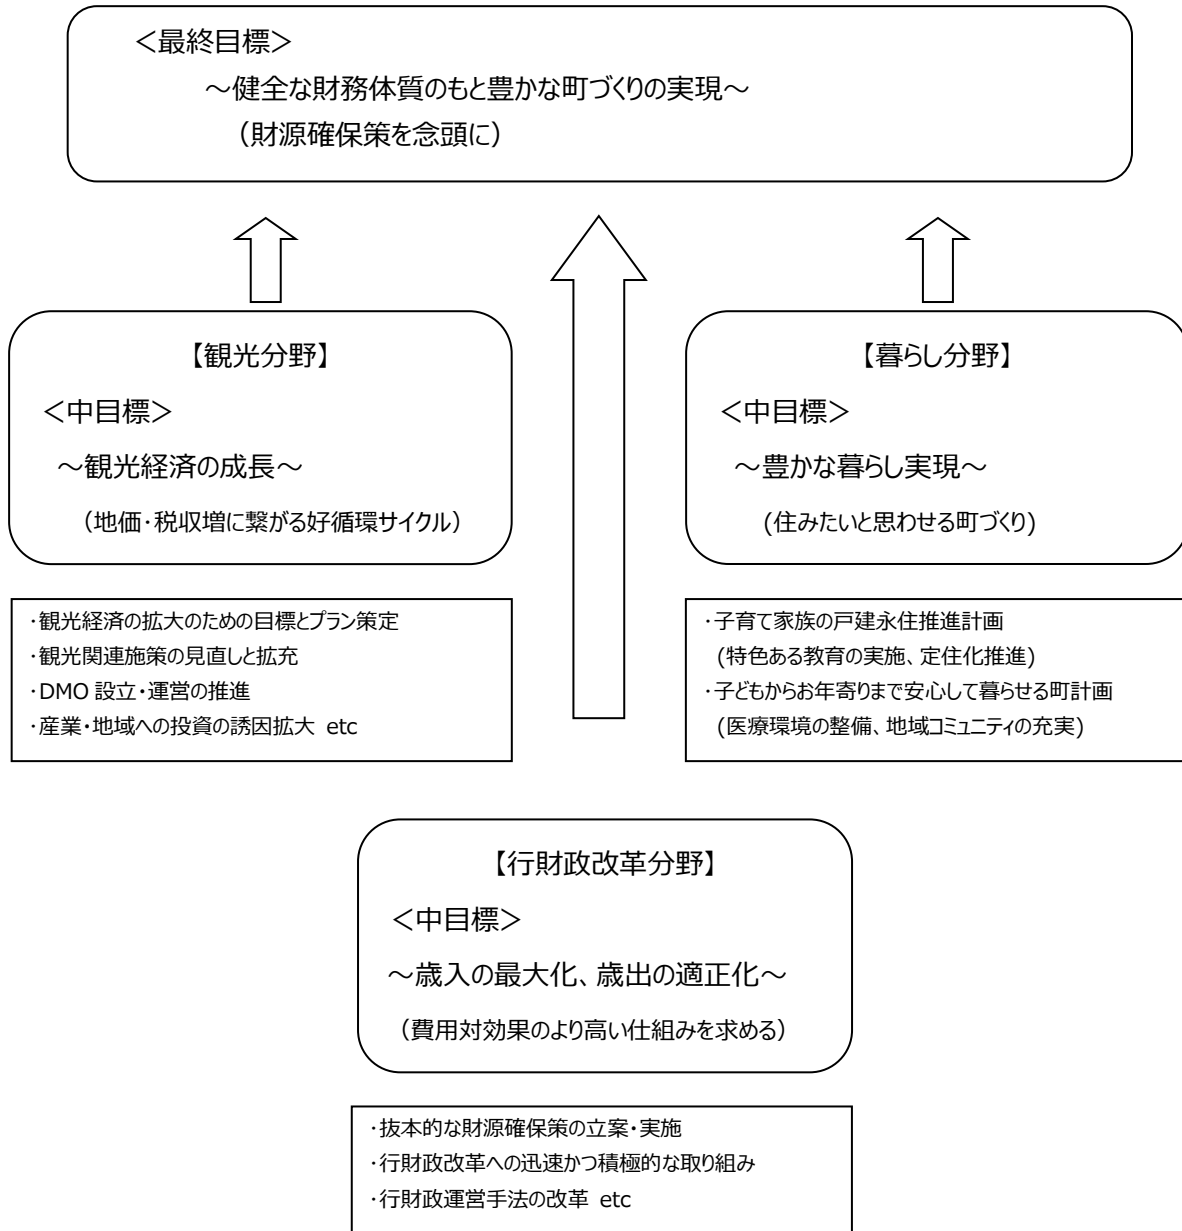 ＜最終目標＞
～健全な財務体質のもと豊かな町づくりの実現～
（財源確保策を念頭に）
【観光分野】
＜中目標＞
～観光経済の成長～
（地価・税収増に繋がる好循環サイクル）
・観光経済の拡大のための目標とプラン策定
・観光関連施策の見直しと拡充
・DMO 設立・運営の推進
・産業・地域への投資の誘因拡大 etc
【暮らし分野】
＜中目標＞
～豊かな暮らし実現～
(住みたいと思わせる町づくり)
・子育て家族の戸建永住推進計画
(特色ある教育の実施、定住化推進)
・子どもからお年寄りまで安心して暮らせる町計画
(医療環境の整備、地域コミュニティの充実)
【行財政改革分野】
＜中目標＞
～歳入の最大化、歳出の適正化～
（費用対効果のより高い仕組みを求める）
・抜本的な財源確保策の立案・実施
・行財政改革への迅速かつ積極的な取り組み
・行財政運営手法の改革 etc